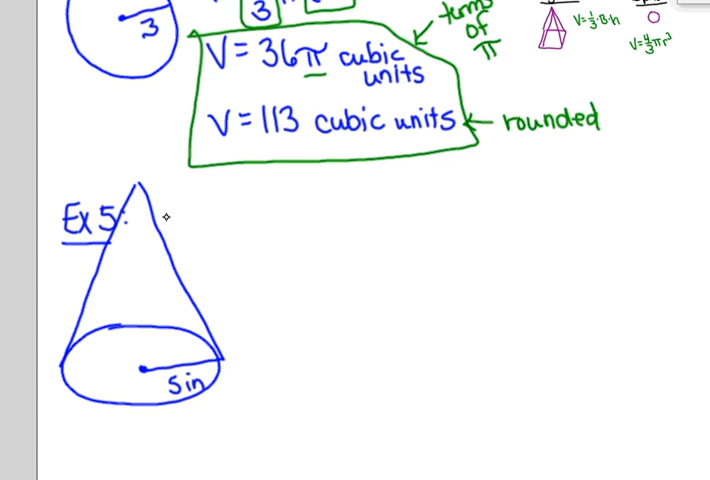 3
3
V = 36π cubic units
V = 113 cubic units
terms of π
← rounded
V=⅓·B·h
V=4/3πr³
Ex 5:
5in